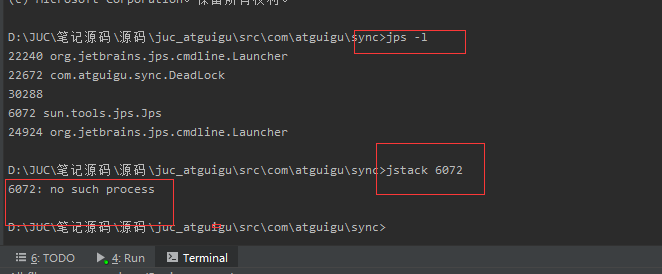 (c) Microsoft Corporation。保留所有权利。
D:\JUC\笔记源码\源码\juc_atguigu\src\com\atguigu\sync>jps -l
22240 org.jetbrains.jps.cmdline.Launcher
22672 com.atguigu.sync.DeadLock
30288
6072 sun.tools.jps.Jps
24924 org.jetbrains.jps.cmdline.Launcher
D:\JUC\笔记源码\源码\juc_atguigu\src\com\atguigu\sync>jstack 6072
6072: no such process
D:\JUC\笔记源码\源码\juc_atguigu\src\com\atguigu\sync>
6: TODO 4: Run Terminal